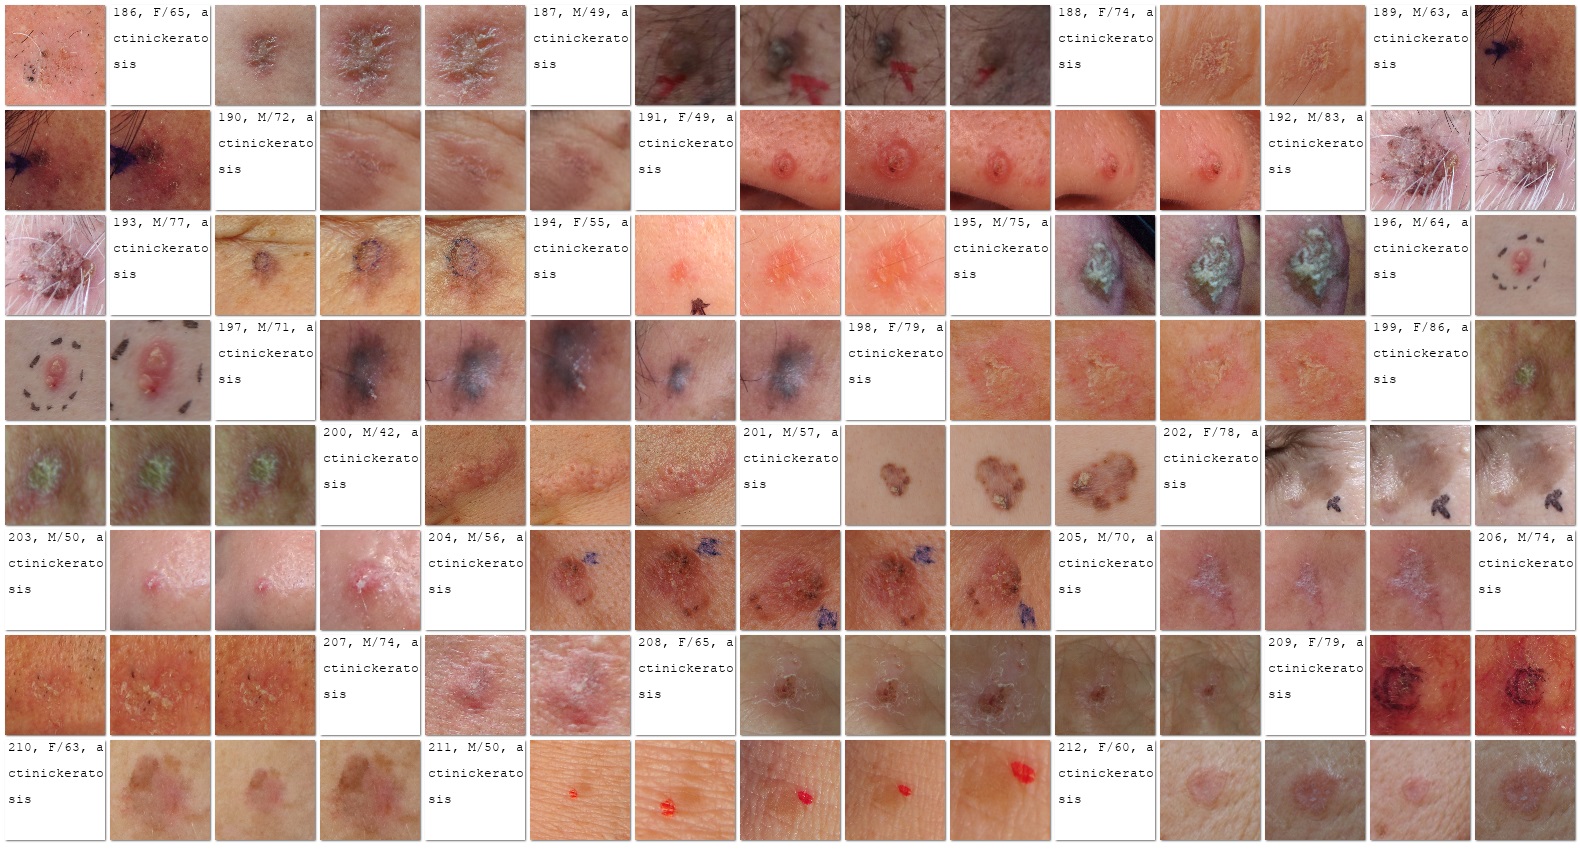 186, F/65, a
ctinickerato
sis
187, M/49, a
ctinickerato
sis
188, F/74, a
ctinickerato
sis
189, M/63, a
ctinickerato
sis
190, M/72, a
ctinickerato
sis
191, F/49, a
ctinickerato
sis
192, M/83, a
ctinickerato
sis
193, M/77, a
ctinickerato
sis
194, F/55, a
ctinickerato
sis
195, M/75, a
ctinickerato
sis
196, M/64, a
ctinickerato
sis
197, M/71, a
ctinickerato
sis
198, F/79, a
ctinickerato
sis
199, F/86, a
ctinickerato
sis
200, M/42, a
ctinickerato
sis
201, M/57, a
ctinickerato
sis
202, F/78, a
ctinickerato
sis
203, M/50, a
ctinickerato
sis
204, M/56, a
ctinickerato
sis
205, M/70, a
ctinickerato
sis
206, M/74, a
ctinickerato
sis
207, M/74, a
ctinickerato
sis
208, F/65, a
ctinickerato
sis
209, F/79, a
ctinickerato
sis
210, F/63, a
ctinickerato
sis
211, M/50, a
ctinickerato
sis
212, F/60, a
ctinickerato
sis